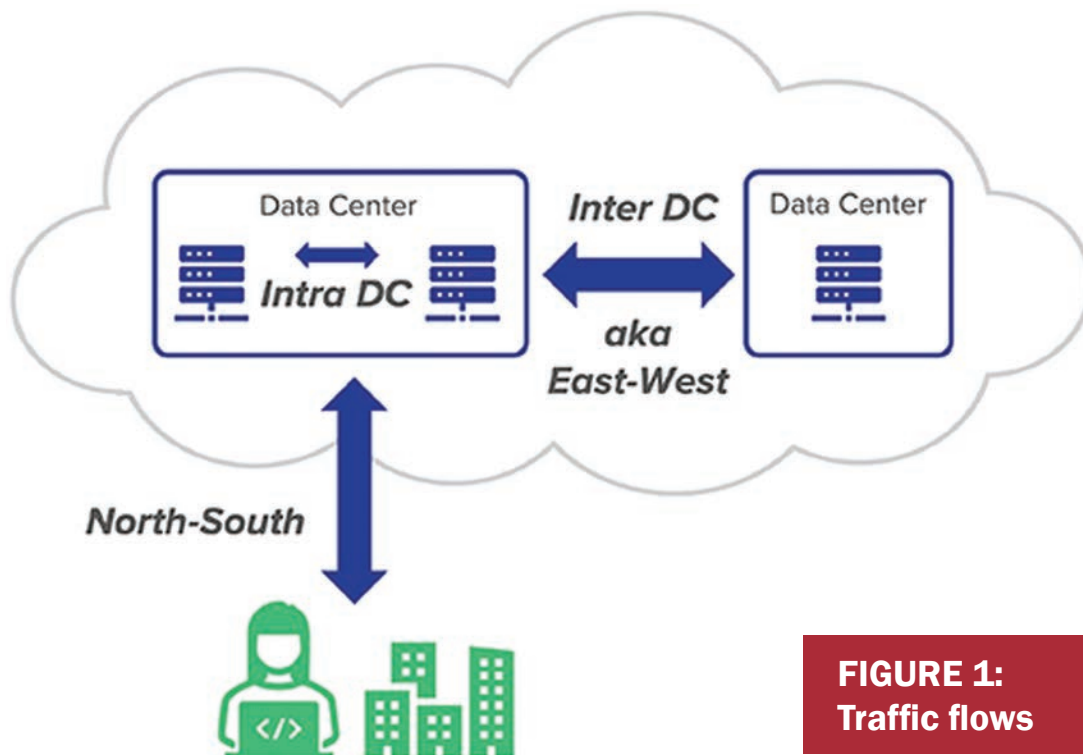 Data Center
Intra DC
Inter DC
aka
East-West
Data Center
North-South
</>
FIGURE 1:
Traffic flows